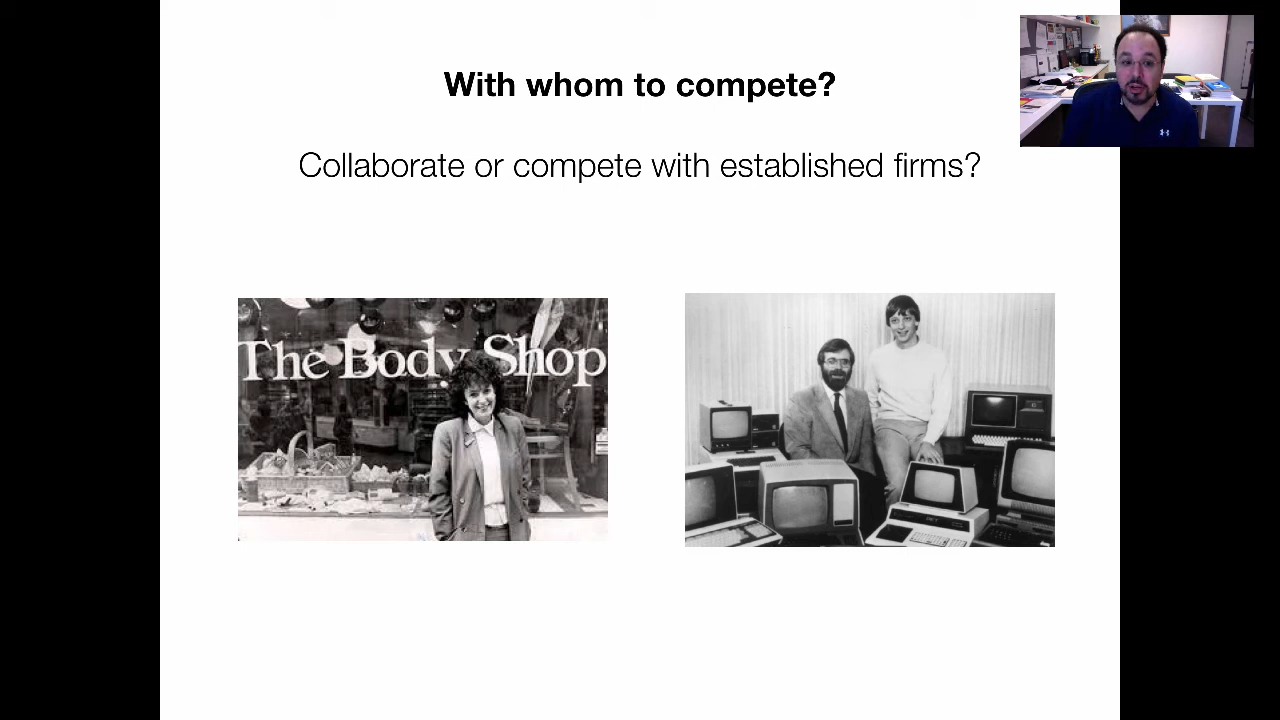 With whom to compete?
Collaborate or compete with established firms?
The Body Shop